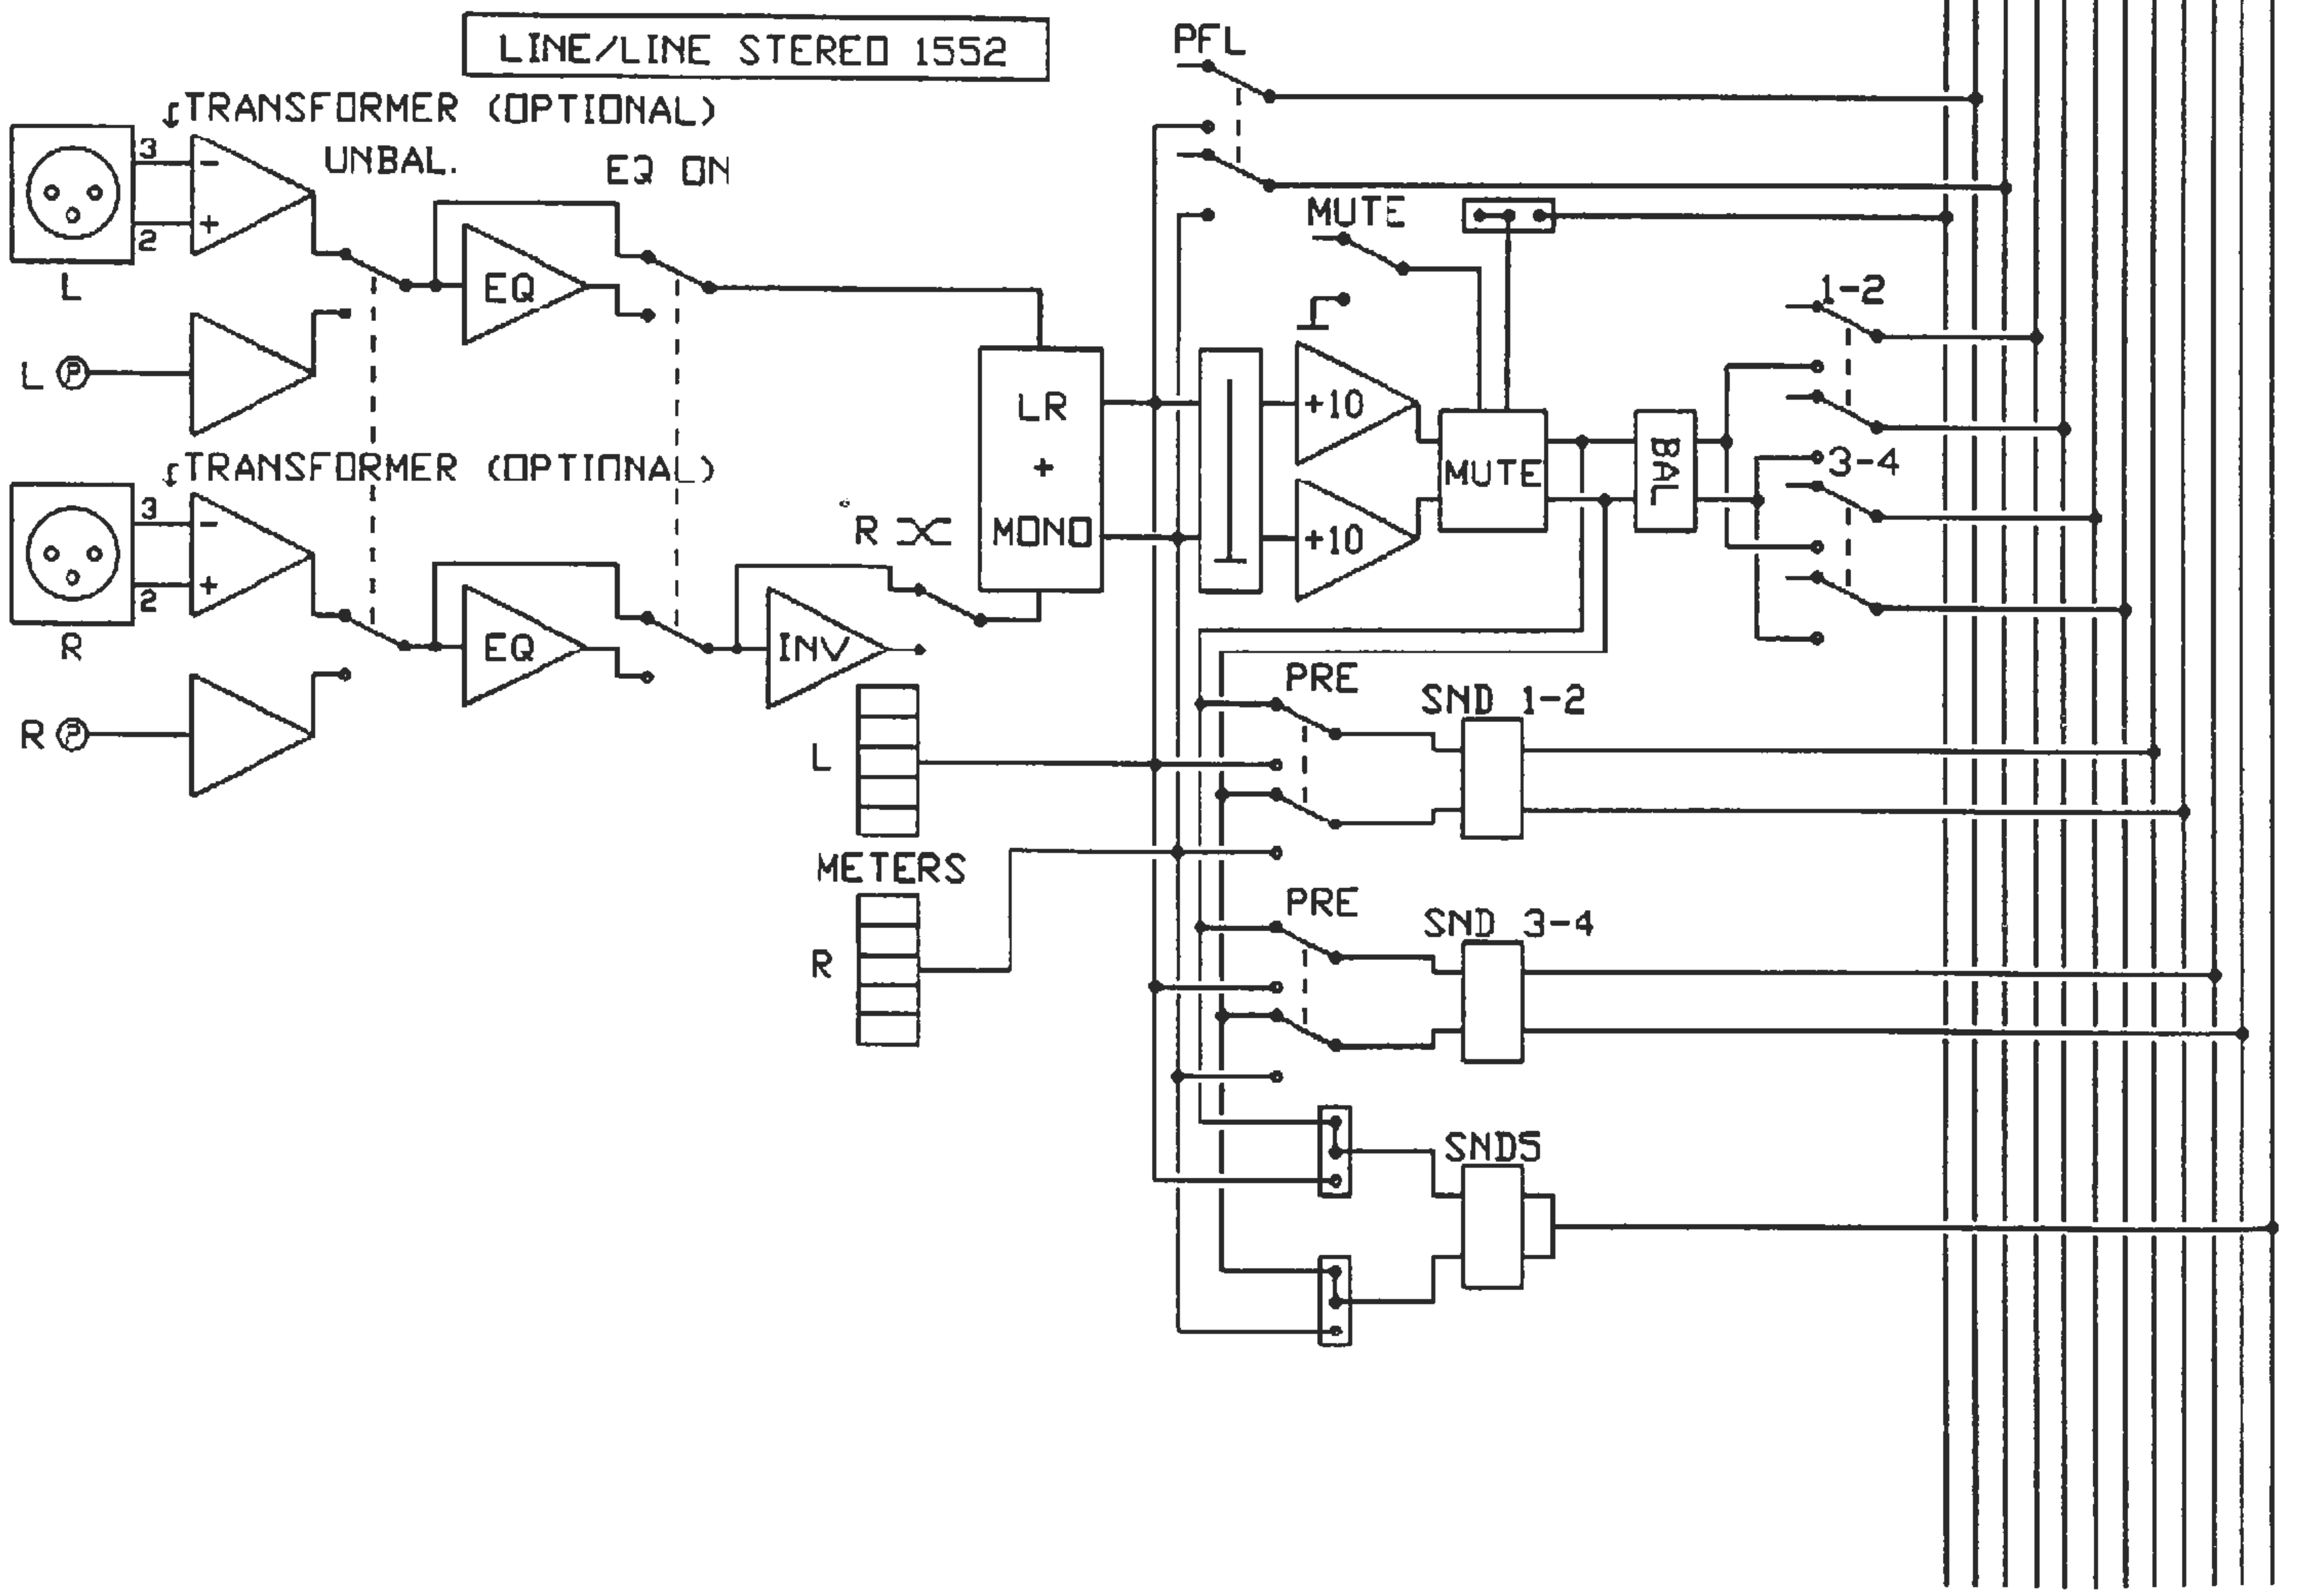 LINE/LINE STEREO 1552
PFL
TRANSFORMER (OPTIONAL)
UNBAL.
EQ ON
3
-
+
2
L
EQ
MUTE
1-2
L P
LR
+
MONO
+10
MUTE
BAL
3-4
TRANSFORMER (OPTIONAL)
3
-
+
2
R
EQ
R
INV
+10
R P
PRE
SND 1-2
L
METERS
PRE
SND 3-4
R
SND5